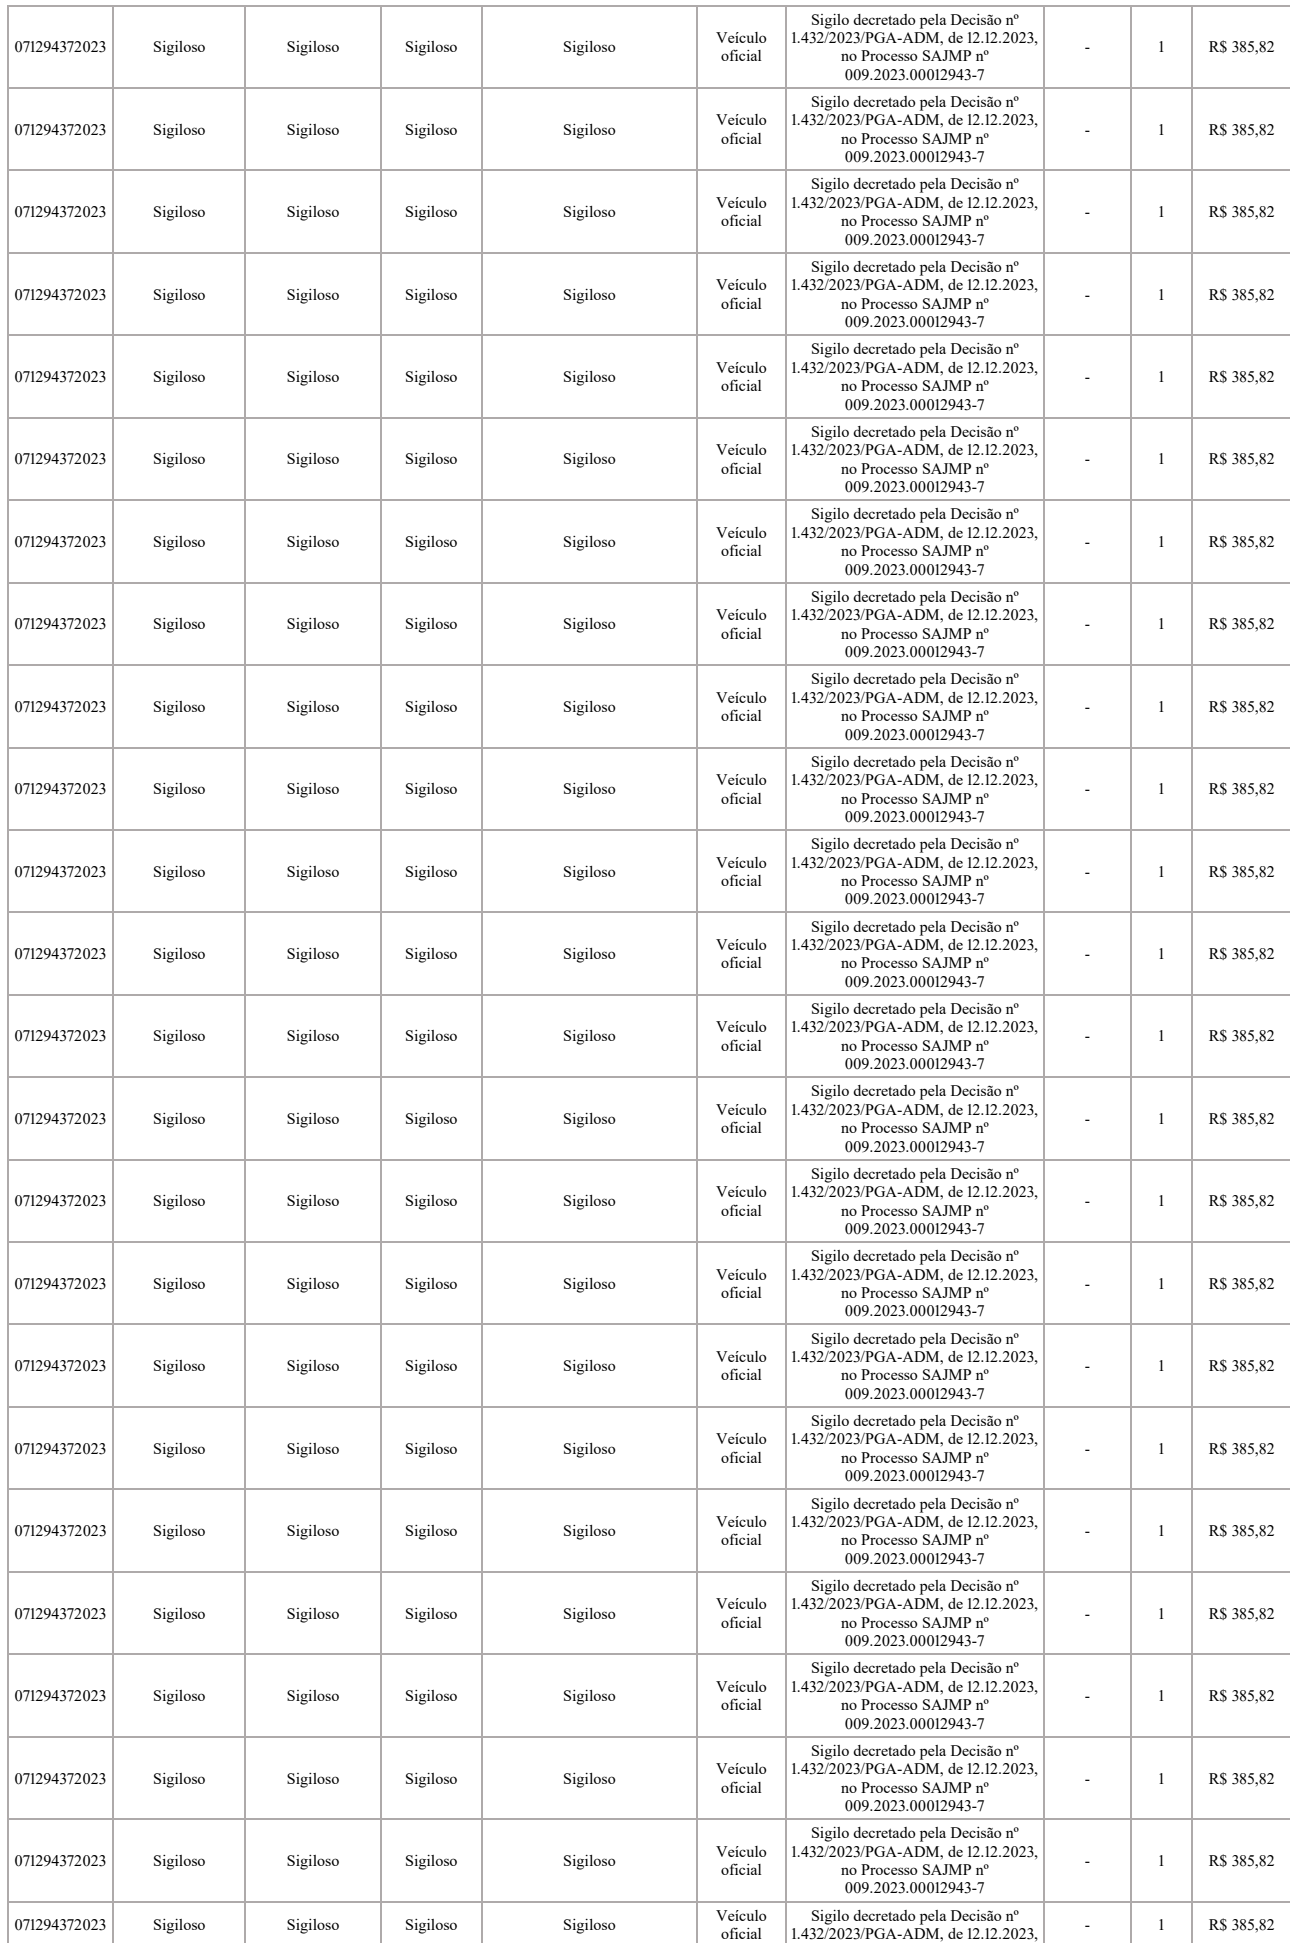 071294372023 Sigiloso Sigiloso Sigiloso Sigiloso Veículo
oficial
Sigilo decretado pela Decisão nº
1.432/2023/PGA-ADM, de 12.12.2023,
no Processo SAJMP nº
009.2023.00012943-7
- 1 R$ 385,82
071294372023 Sigiloso Sigiloso Sigiloso Sigiloso Veículo
oficial
Sigilo decretado pela Decisão nº
1.432/2023/PGA-ADM, de 12.12.2023,
no Processo SAJMP nº
009.2023.00012943-7
- 1 R$ 385,82
071294372023 Sigiloso Sigiloso Sigiloso Sigiloso Veículo
oficial
Sigilo decretado pela Decisão nº
1.432/2023/PGA-ADM, de 12.12.2023,
no Processo SAJMP nº
009.2023.00012943-7
- 1 R$ 385,82
071294372023 Sigiloso Sigiloso Sigiloso Sigiloso Veículo
oficial
Sigilo decretado pela Decisão nº
1.432/2023/PGA-ADM, de 12.12.2023,
no Processo SAJMP nº
009.2023.00012943-7
- 1 R$ 385,82
071294372023 Sigiloso Sigiloso Sigiloso Sigiloso Veículo
oficial
Sigilo decretado pela Decisão nº
1.432/2023/PGA-ADM, de 12.12.2023,
no Processo SAJMP nº
009.2023.00012943-7
- 1 R$ 385,82
071294372023 Sigiloso Sigiloso Sigiloso Sigiloso Veículo
oficial
Sigilo decretado pela Decisão nº
1.432/2023/PGA-ADM, de 12.12.2023,
no Processo SAJMP nº
009.2023.00012943-7
- 1 R$ 385,82
071294372023 Sigiloso Sigiloso Sigiloso Sigiloso Veículo
oficial
Sigilo decretado pela Decisão nº
1.432/2023/PGA-ADM, de 12.12.2023,
no Processo SAJMP nº
009.2023.00012943-7
- 1 R$ 385,82
071294372023 Sigiloso Sigiloso Sigiloso Sigiloso Veículo
oficial
Sigilo decretado pela Decisão nº
1.432/2023/PGA-ADM, de 12.12.2023,
no Processo SAJMP nº
009.2023.00012943-7
- 1 R$ 385,82
071294372023 Sigiloso Sigiloso Sigiloso Sigiloso Veículo
oficial
Sigilo decretado pela Decisão nº
1.432/2023/PGA-ADM, de 12.12.2023,
no Processo SAJMP nº
009.2023.00012943-7
- 1 R$ 385,82
071294372023 Sigiloso Sigiloso Sigiloso Sigiloso Veículo
oficial
Sigilo decretado pela Decisão nº
1.432/2023/PGA-ADM, de 12.12.2023,
no Processo SAJMP nº
009.2023.00012943-7
- 1 R$ 385,82
071294372023 Sigiloso Sigiloso Sigiloso Sigiloso Veículo
oficial
Sigilo decretado pela Decisão nº
1.432/2023/PGA-ADM, de 12.12.2023,
no Processo SAJMP nº
009.2023.00012943-7
- 1 R$ 385,82
071294372023 Sigiloso Sigiloso Sigiloso Sigiloso Veículo
oficial
Sigilo decretado pela Decisão nº
1.432/2023/PGA-ADM, de 12.12.2023,
no Processo SAJMP nº
009.2023.00012943-7
- 1 R$ 385,82
071294372023 Sigiloso Sigiloso Sigiloso Sigiloso Veículo
oficial
Sigilo decretado pela Decisão nº
1.432/2023/PGA-ADM, de 12.12.2023,
no Processo SAJMP nº
009.2023.00012943-7
- 1 R$ 385,82
071294372023 Sigiloso Sigiloso Sigiloso Sigiloso Veículo
oficial
Sigilo decretado pela Decisão nº
1.432/2023/PGA-ADM, de 12.12.2023,
no Processo SAJMP nº
009.2023.00012943-7
- 1 R$ 385,82
071294372023 Sigiloso Sigiloso Sigiloso Sigiloso Veículo
oficial
Sigilo decretado pela Decisão nº
1.432/2023/PGA-ADM, de 12.12.2023,
no Processo SAJMP nº
009.2023.00012943-7
- 1 R$ 385,82
071294372023 Sigiloso Sigiloso Sigiloso Sigiloso Veículo
oficial
Sigilo decretado pela Decisão nº
1.432/2023/PGA-ADM, de 12.12.2023,
no Processo SAJMP nº
009.2023.00012943-7
- 1 R$ 385,82
071294372023 Sigiloso Sigiloso Sigiloso Sigiloso Veículo
oficial
Sigilo decretado pela Decisão nº
1.432/2023/PGA-ADM, de 12.12.2023,
no Processo SAJMP nº
009.2023.00012943-7
- 1 R$ 385,82
071294372023 Sigiloso Sigiloso Sigiloso Sigiloso Veículo
oficial
Sigilo decretado pela Decisão nº
1.432/2023/PGA-ADM, de 12.12.2023,
no Processo SAJMP nº
009.2023.00012943-7
- 1 R$ 385,82
071294372023 Sigiloso Sigiloso Sigiloso Sigiloso Veículo
oficial
Sigilo decretado pela Decisão nº
1.432/2023/PGA-ADM, de 12.12.2023,
no Processo SAJMP nº
009.2023.00012943-7
- 1 R$ 385,82
071294372023 Sigiloso Sigiloso Sigiloso Sigiloso Veículo
oficial
Sigilo decretado pela Decisão nº
1.432/2023/PGA-ADM, de 12.12.2023,
no Processo SAJMP nº
009.2023.00012943-7
- 1 R$ 385,82
071294372023 Sigiloso Sigiloso Sigiloso Sigiloso Veículo
oficial
Sigilo decretado pela Decisão nº
1.432/2023/PGA-ADM, de 12.12.2023,
no Processo SAJMP nº
009.2023.00012943-7
- 1 R$ 385,82
071294372023 Sigiloso Sigiloso Sigiloso Sigiloso Veículo
oficial
Sigilo decretado pela Decisão nº
1.432/2023/PGA-ADM, de 12.12.2023,
no Processo SAJMP nº
009.2023.00012943-7
- 1 R$ 385,82
071294372023 Sigiloso Sigiloso Sigiloso Sigiloso Veículo
oficial
Sigilo decretado pela Decisão nº
1.432/2023/PGA-ADM, de 12.12.2023,
no Processo SAJMP nº
009.2023.00012943-7
- 1 R$ 385,82
071294372023 Sigiloso Sigiloso Sigiloso Sigiloso Veículo
oficial
Sigilo decretado pela Decisão nº
1.432/2023/PGA-ADM, de 12.12.2023,
- 1 R$ 385,82